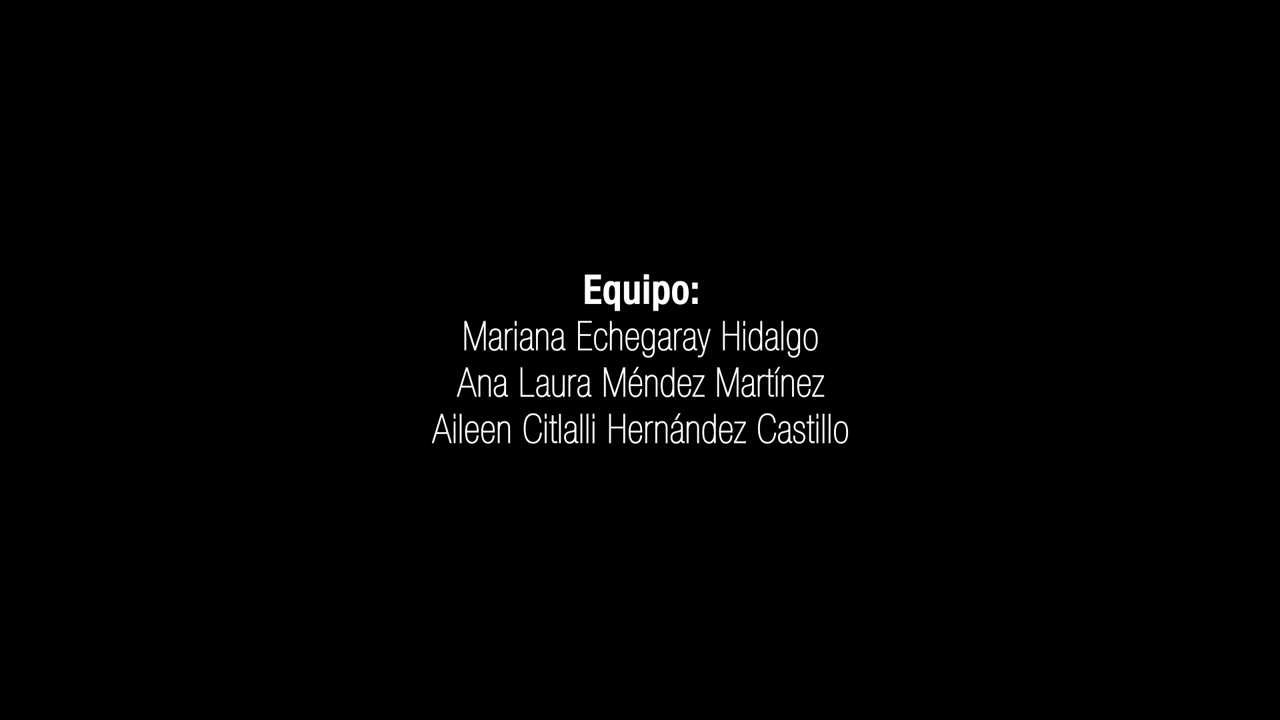 Equipo:
Mariana Echegaray Hidalgo
Ana Laura Méndez Martínez
Aileen Citlalli Hernández Castillo